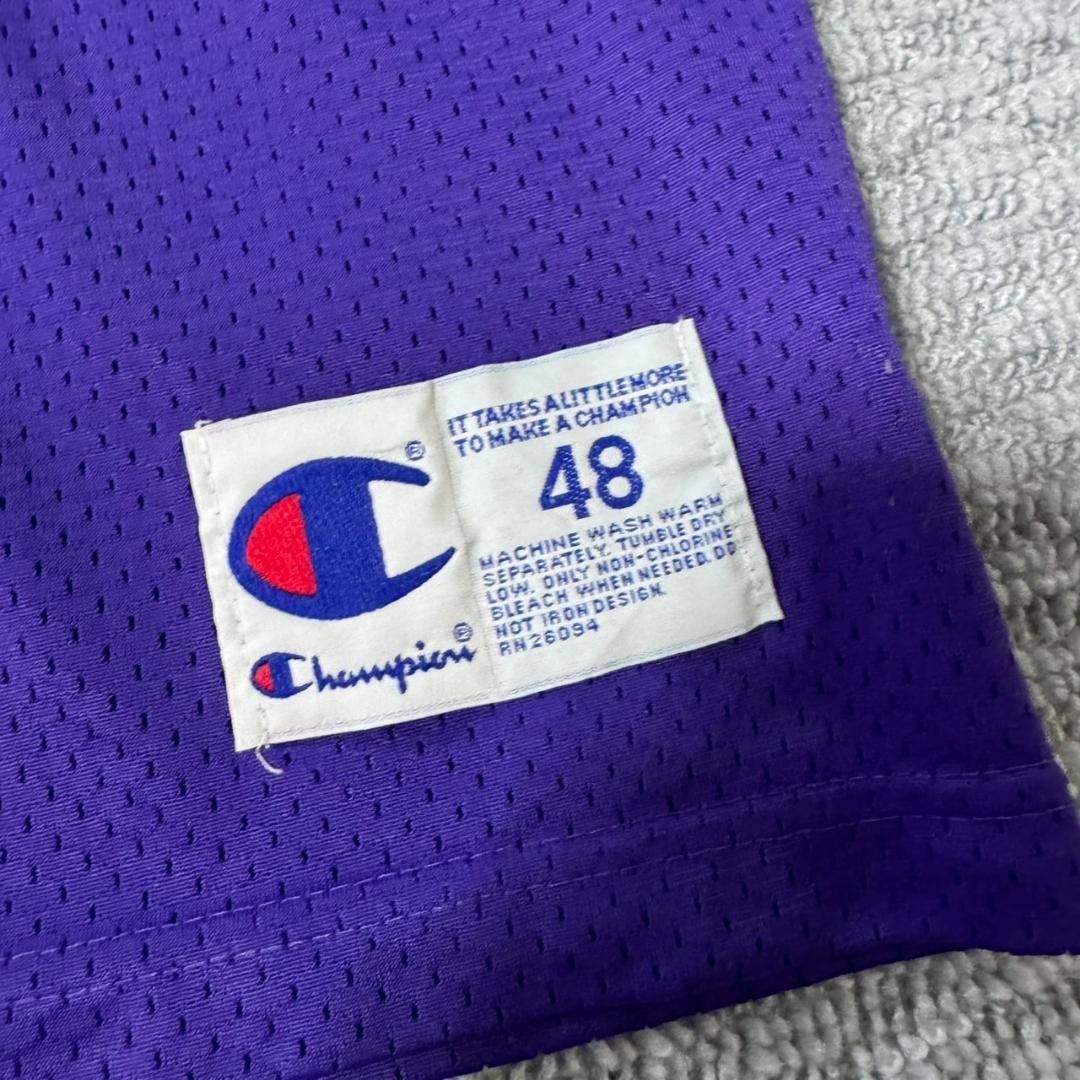 ®
Champion®
IT TAKES A LITTLE MORE
TO MAKE A CHAMPION
48
MACHINE WASH WARM
SEPARATELY. TUMBLE DRY
LOW. ONLY NON-CHLORINE
BLEACH WHEN NEEDED. DO
NOT IRON DESIGN.
RN26094